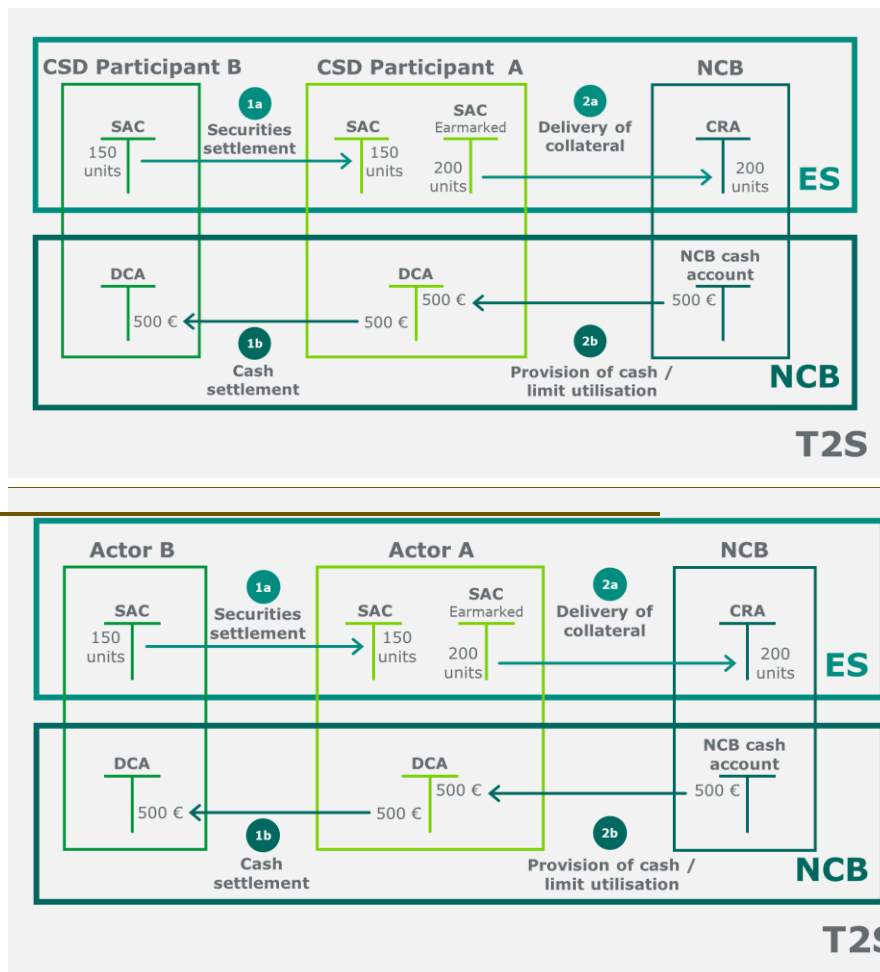 CSD Participant B
CSD Participant A
NCB
1a
Securities
settlement
SAC
Earmarked
2a
Delivery of
collateral
SAC
150
units
SAC
150
units
200
units
CRA
200
units
ES
DCA
500 €
DCA
500 €
500 €
NCB cash
account
500 €
1b
Cash
settlement
2b
Provision of cash /
limit utilisation
NCB
T2S
Actor B
Actor A
NCB
1a
Securities
settlement
SAC
Earmarked
2a
Delivery of
collateral
SAC
150
units
SAC
150
units
200
units
CRA
200
units
ES
DCA
500 €
DCA
500 €
500 €
NCB cash
account
500 €
1b
Cash
settlement
2b
Provision of cash /
limit utilisation
NCB
T2S